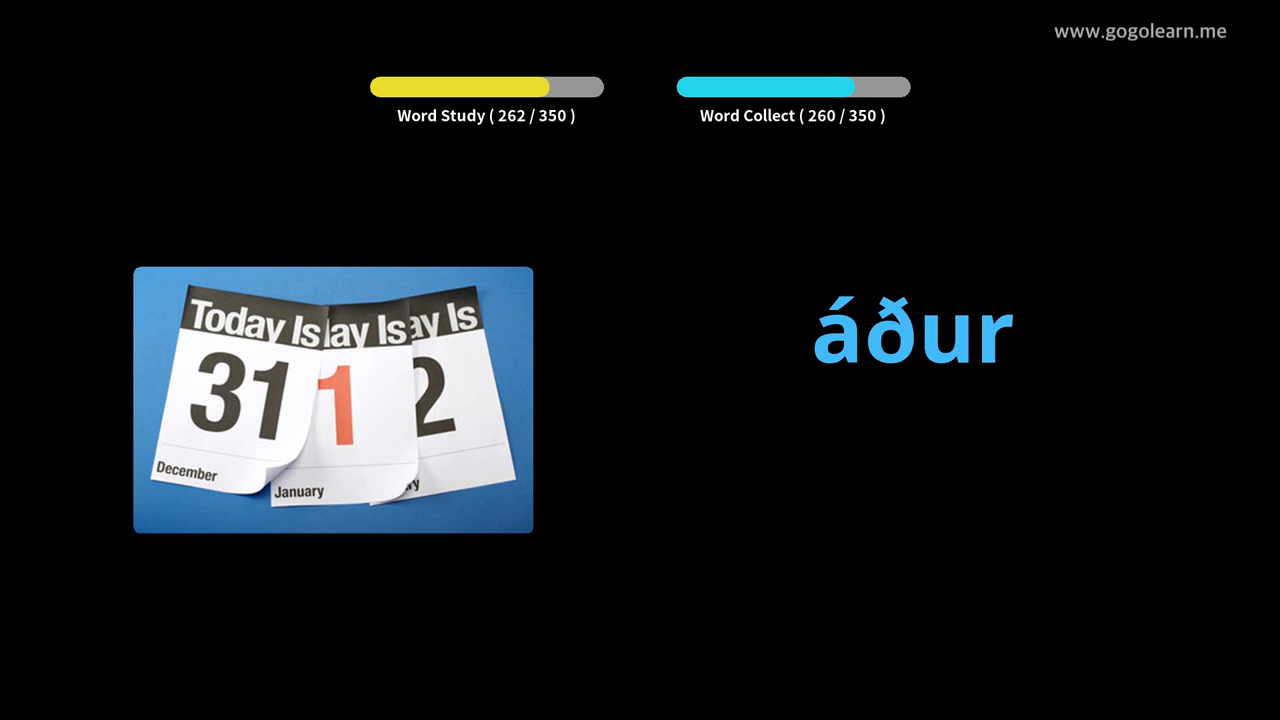 www.gogolearn.me
Word Study ( 262 / 350 )
Word Collect ( 260 / 350 )
áður
Today Is
ay Is
ay Is
31
1
2
December
January
ry